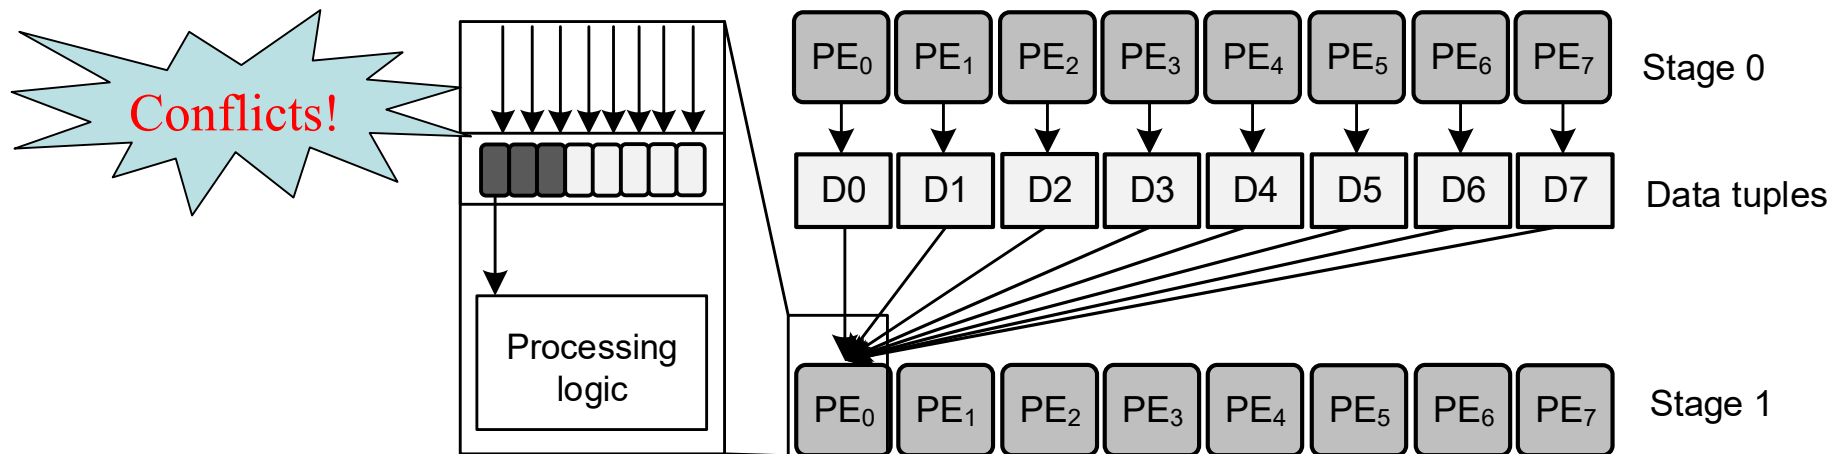 Conflicts!
Processing
logic
PE0 PE1 PE2 PE3 PE4 PE5 PE6 PE7 Stage 0
D0 D1 D2 D3 D4 D5 D6 D7 Data tuples
PE0 PE1 PE2 PE3 PE4 PE5 PE6 PE7 Stage 1